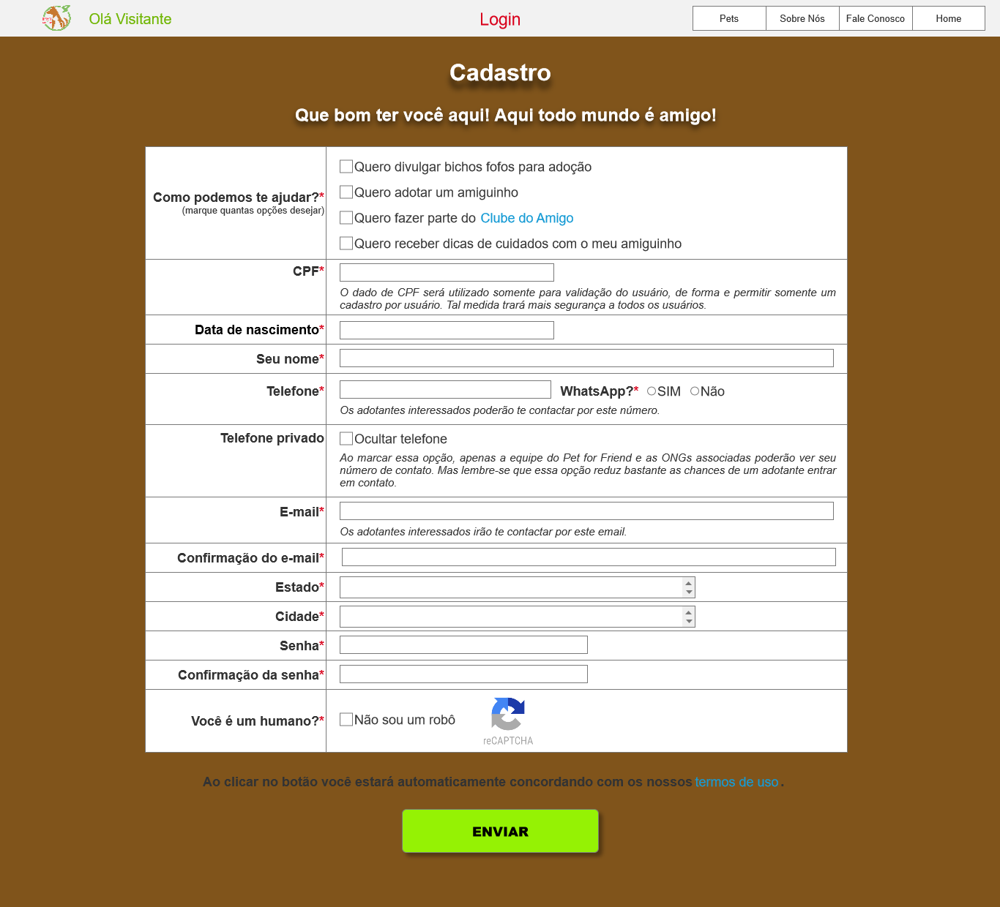 Olá Visitante
Login
Pets
Sobre Nós
Fale Conosco
Home
Cadastro
Que bom ter você aqui! Aqui todo mundo é amigo!
Como podemos te ajudar?*
(marque quantas opções desejar)
Quero divulgar bichos fofos para adoção
Quero adotar um amiguinho
Quero fazer parte do Clube do Amigo
Quero receber dicas de cuidados com o meu amiguinho
CPF*
O dado de CPF será utilizado somente para validação do usuário, de forma e permitir somente um
cadastro por usuário. Tal medida trará mais segurança a todos os usuários.
Data de nascimento*
Seu nome*
Telefone*
WhatsApp?* SIM Não
Os adotantes interessados poderão te contactar por este número.
Telefone privado
Ocultar telefone
Ao marcar essa opção, apenas a equipe do Pet for Friend e as ONGs associadas poderão ver seu
número de contato. Mas lembre-se que essa opção reduz bastante as chances de um adotante entrar
em contato.
E-mail*
Os adotantes interessados irão te contactar por este email.
Confirmação do e-mail*
Estado*
Cidade*
Senha*
Confirmação da senha*
Você é um humano?*
Não sou um robô
reCAPTCHA
Ao clicar no botão você estará automaticamente concordando com os nossos termos de uso.
ENVIAR